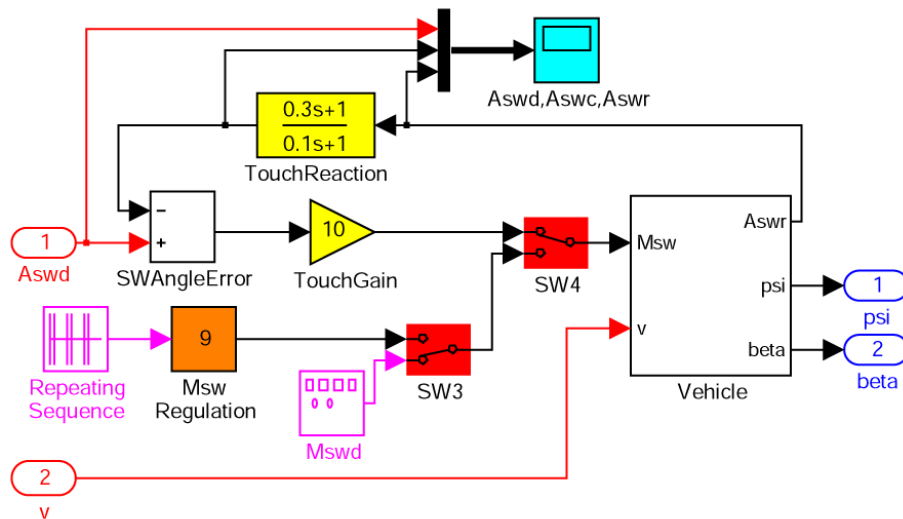 Aswd,Aswc,Aswr
0.3s+1
0.1s+1
TouchReaction
1
Aswd
−
+
SWAngleError
10
TouchGain
SW4
Msw
v
Aswr
psi
beta
Vehicle
1
psi
2
beta
Repeating
Sequence
9
Msw
Regulation
SW3
Mswd
2
v